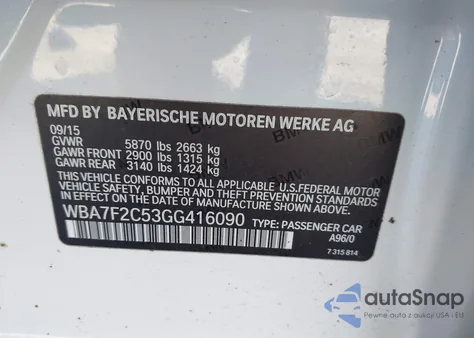 MFD BY BAYERISCHE MOTOREN WERKE AG
09/15
GVWR 5870 lbs 2663 kg
GAWR FRONT 2900 lbs 1315 kg
GAWR REAR 3140 lbs 1424 kg
THIS VEHICLE CONFORMS TO ALL APPLICABLE U.S.FEDERAL MOTOR
VEHICLE SAFETY, BUMPER, AND THEFT PREVENTION STANDARDS
IN EFFECT ON THE DATE OF MANUFACTURE SHOWN ABOVE.
WBA7F2C53GG416090 TYPE: PASSENGER CAR
A96/0
7 315 814
autoSnap
Pewne auta z aukcji USA - EU